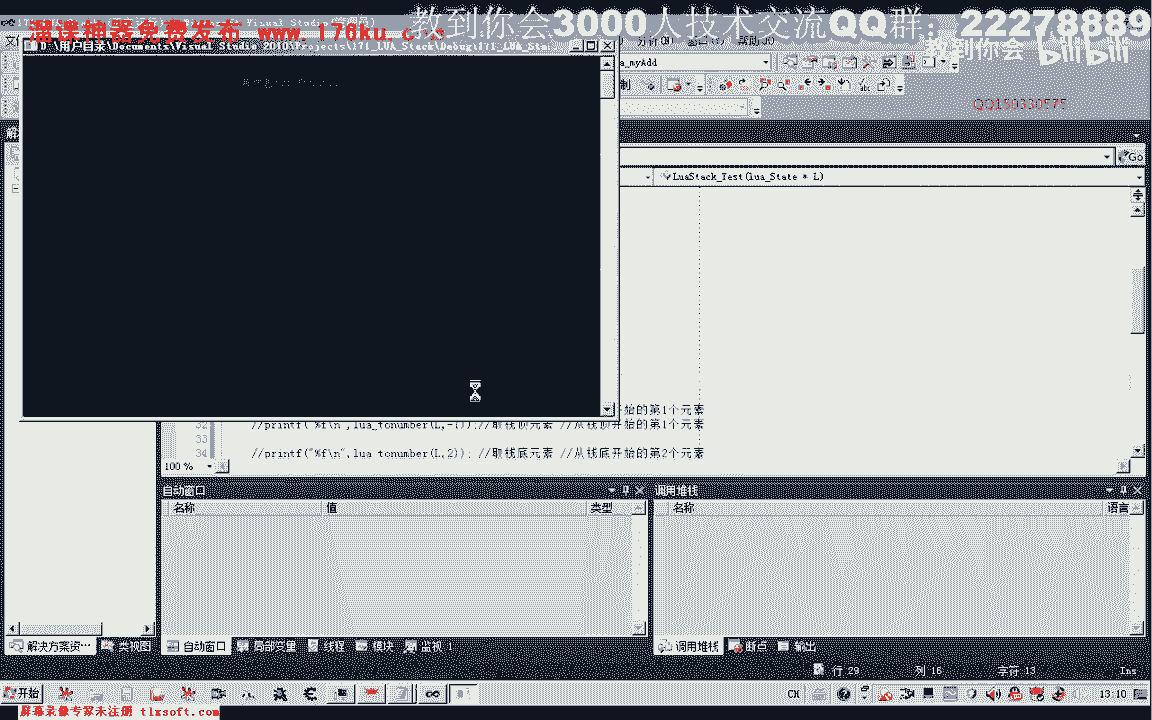 教到你会3000人技术交流QQ群：22278889
溜课神器免费发布 www.170ku.c
Visual Studio
D:\用户目录\Documents\Visual Studio 2010\Projects\171_LUA_Stack\Debug\171_LUA_Sta
教到你会 bilibili
a_myAdd
QQ150330575
Go
LuaStack_Test(lua_State * L)
开始的第1个元素
32 //printf("%f\n",lua_tonumber(L,-1));//取栈顶元素 //从栈顶开始的第1个元素
33
34 //printf("%f\n",lua_tonumber(L,2)); //取栈底元素 //从栈底开始的第2个元素
100 %
自动窗口 调用堆栈
名称 值 类型 名称 语言
解决方案资… 类视图 自动窗口 局部变量 线程 模块 监视 1 调用堆栈 断点 输出
行 29 列 16 字符 13 Ins
开始 CH 13:10
屏幕录像专家未注册 tlxsoft.com